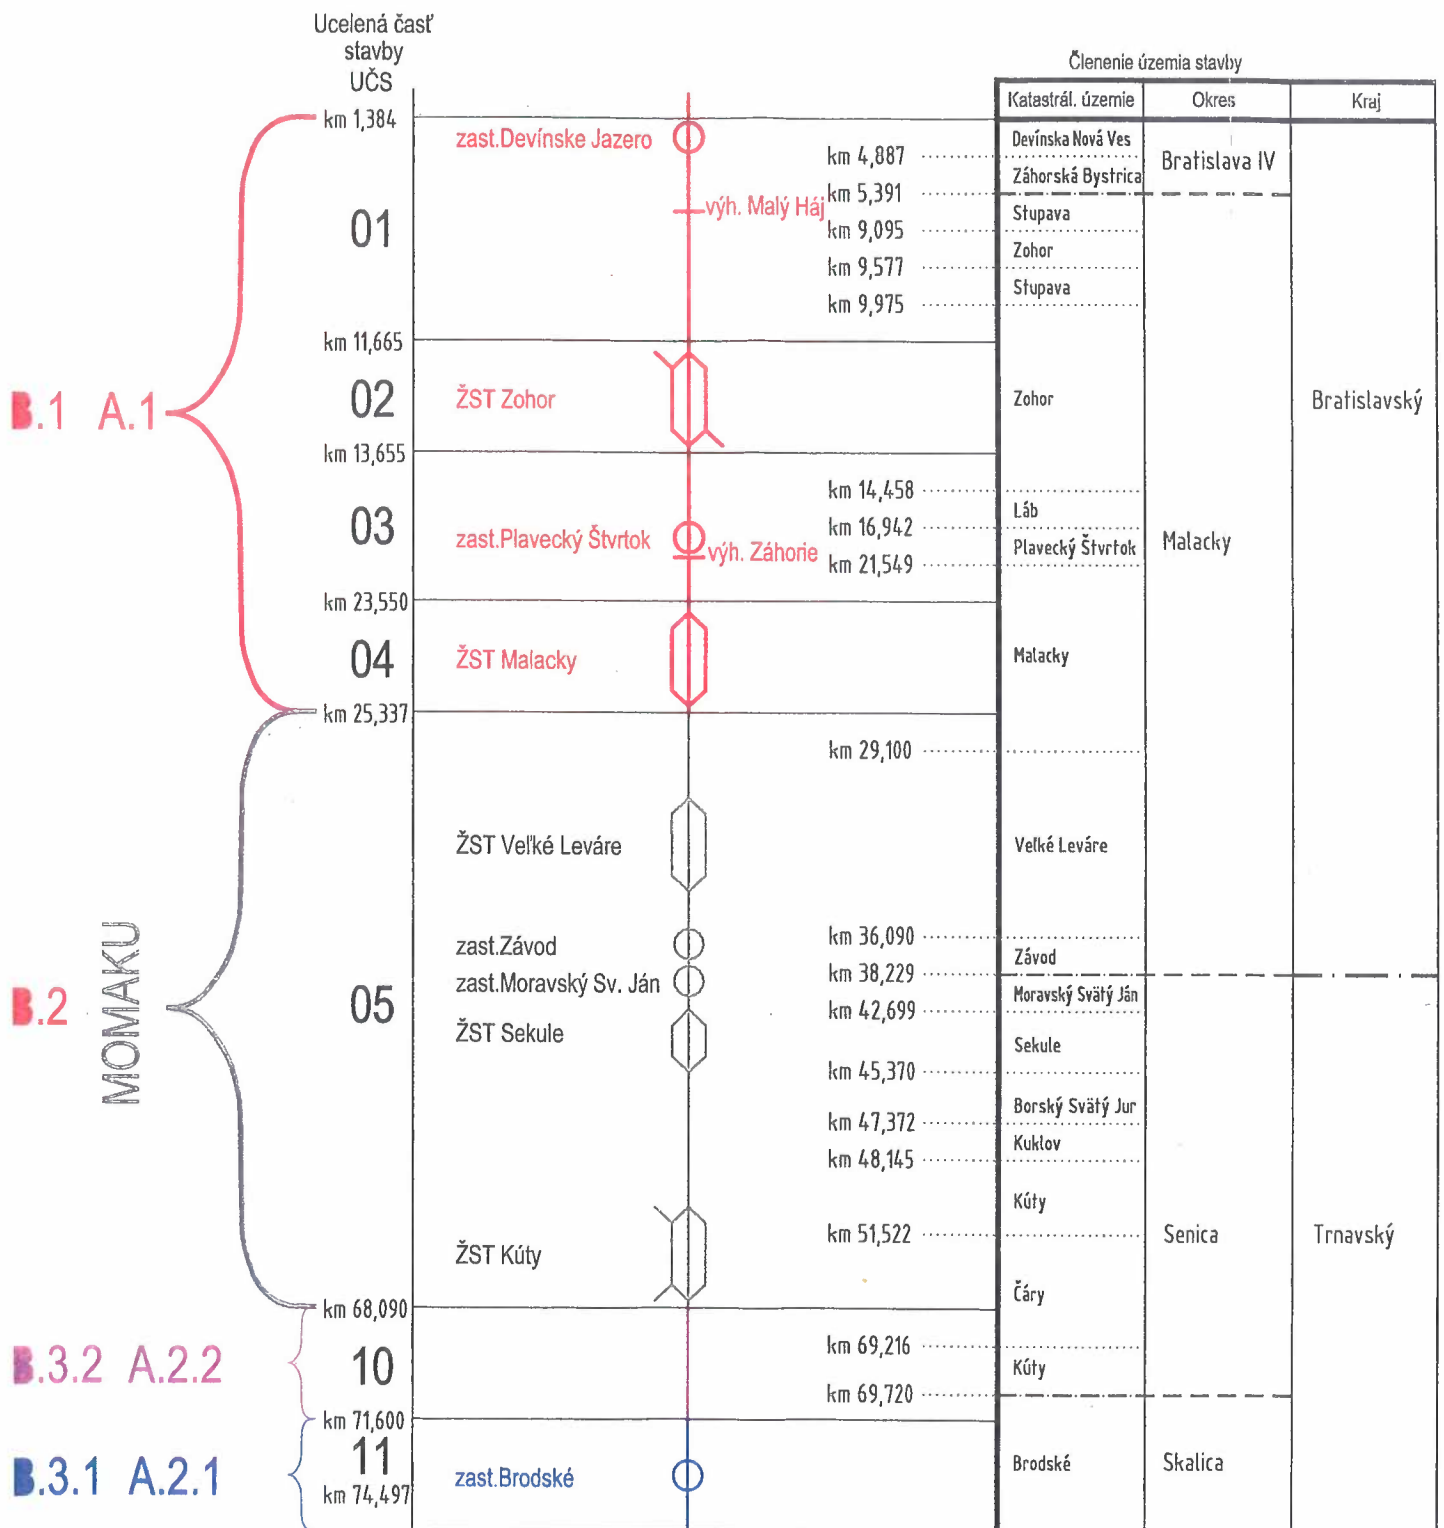 Ucelená časť
stavby
UČS
Členenie územia stavby
Katastrál. územie
Okres
Kraj
km 1,384
zast.Devínske Jazero
km 4,887
Devínska Nová Ves
Bratislava IV
Záhorská Bystrica
km 5,391
výh. Malý Háj
01
Stupava
km 9,095
Zohor
km 9,577
Stupava
km 9,975
km 11,665
B.1 A.1
02
ŽST Zohor
Zohor
Bratislavský
km 13,655
km 14,458
Láb
03
km 16,942
zast.Plavecký Štvrtok
výh. Záhorie
Plavecký Štvrtok
Malacky
km 21,549
km 23,550
04
ŽST Malacky
Malacky
km 25,337
km 29,100
ŽST Veľké Leváre
Veľké Leváre
km 36,090
zast.Závod
Závod
km 38,229
zast.Moravský Sv. Ján
Moravský Svätý Ján
B.2
MOMAKU
05
km 42,699
ŽST Sekule
Sekule
km 45,370
Borský Svätý Jur
km 47,372
Kuklov
km 48,145
Kúty
km 51,522
Senica
Trnavský
ŽST Kúty
Čáry
km 68,090
km 69,216
B.3.2 A.2.2
10
Kúty
km 69,720
km 71,600
11
B.3.1 A.2.1
zast.Brodské
Brodské
Skalica
km 74,497